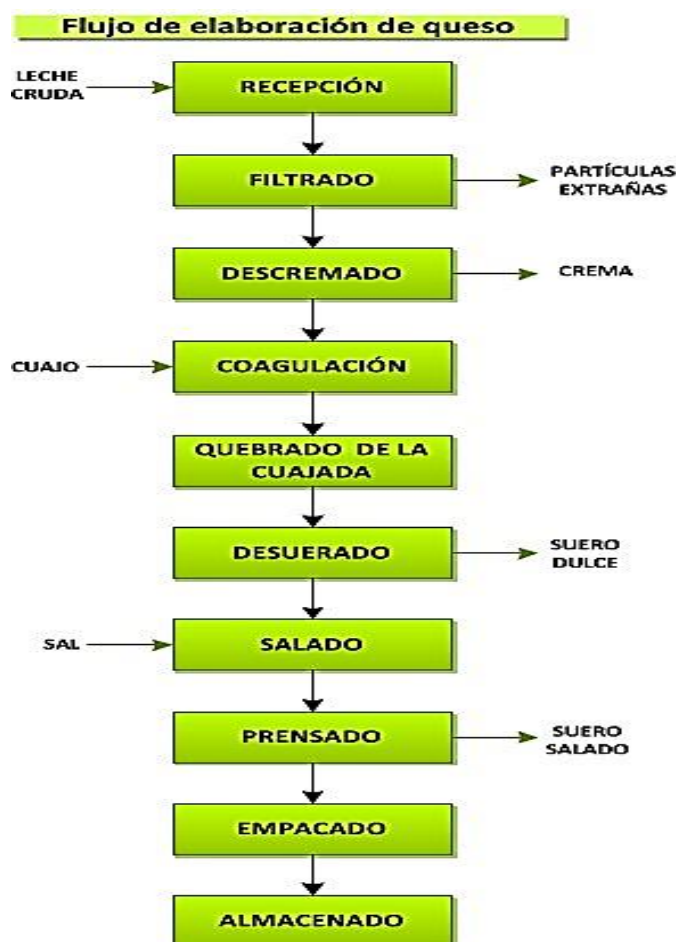 Flujo de elaboración de queso
LECHE
CRUDA
RECEPCIÓN
FILTRADO
PARTÍCULAS
EXTRAÑAS
DESCREMADO
CREMA
CUAJO
COAGULACIÓN
QUEBRADO DE LA
CUAJADA
DESUERADO
SUERO
DULCE
SAL
SALADO
PRENSADO
SUERO
SALADO
EMPACADO
ALMACENADO